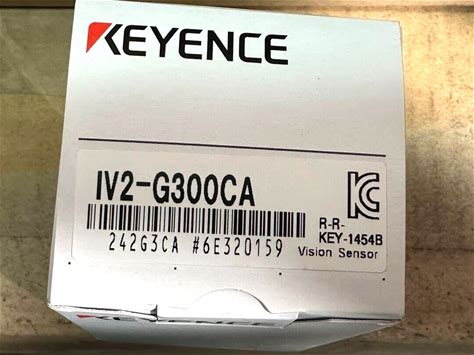 KEYENCE
IV2-G300CA
242G3CA #6E320159
R-R-
KEY-1454B
Vision Sensor